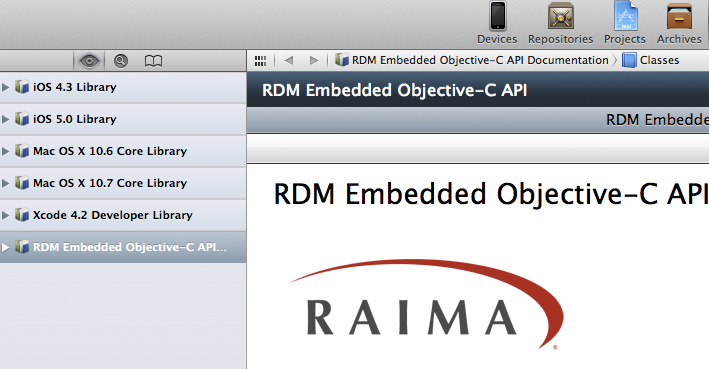 Devices Repositories Projects Archives
RDM Embedded Objective-C API Documentation Classes
iOS 4.3 Library
iOS 5.0 Library
Mac OS X 10.6 Core Library
Mac OS X 10.7 Core Library
Xcode 4.2 Developer Library
RDM Embedded Objective-C API...
RDM Embedded Objective-C API
RDM Embedde
RDM Embedded Objective-C API
RAIMA®